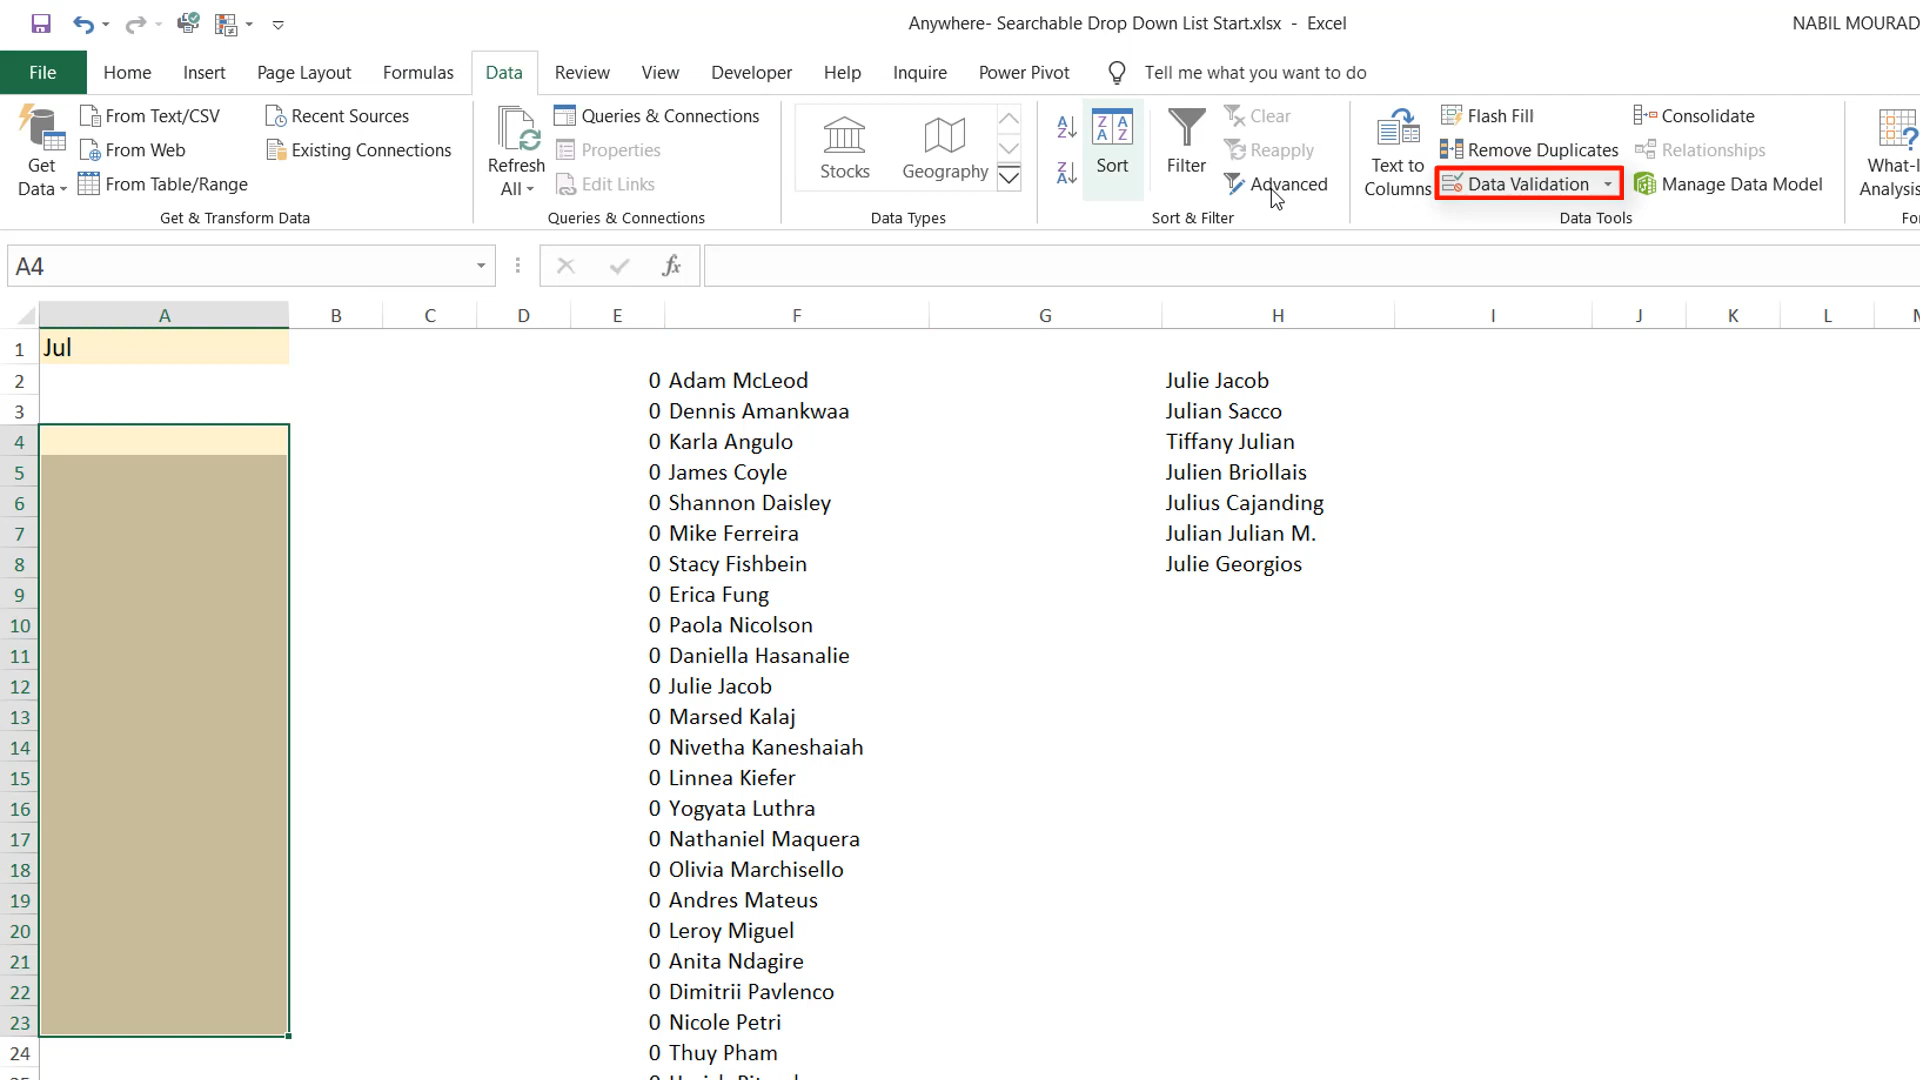 Anywhere- Searchable Drop Down List Start.xlsx - Excel
NABIL MOURAD
File Home Insert Page Layout Formulas Data Review View Developer Help Inquire Power Pivot Tell me what you want to do
Get Data
From Text/CSV
From Web
From Table/Range
Recent Sources
Existing Connections
Get & Transform Data
Refresh All
Queries & Connections
Properties
Edit Links
Queries & Connections
Stocks
Geography
Data Types
Sort
Filter
Clear
Reapply
Advanced
Sort & Filter
Text to Columns
Flash Fill
Remove Duplicates
Data Validation
Consolidate
Relationships
Manage Data Model
Data Tools
Analysis
A4
fx
A B C D E F G H I J K L
1 Jul
2 0 Adam McLeod Julie Jacob
3 0 Dennis Amankwaa Julian Sacco
4 0 Karla Angulo Tiffany Julian
5 0 James Coyle Julien Briollais
6 0 Shannon Daisley Julius Cajanding
7 0 Mike Ferreira Julian Julian M.
8 0 Stacy Fishbein Julie Georgios
9 0 Erica Fung
10 0 Paola Nicolson
11 0 Daniella Hasanalie
12 0 Julie Jacob
13 0 Marsed Kalaj
14 0 Nivetha Kaneshaiah
15 0 Linnea Kiefer
16 0 Yogyata Luthra
17 0 Nathaniel Maquera
18 0 Olivia Marchisello
19 0 Andres Mateus
20 0 Leroy Miguel
21 0 Anita Ndagire
22 0 Dimitrii Pavlenco
23 0 Nicole Petri
24 0 Thuy Pham